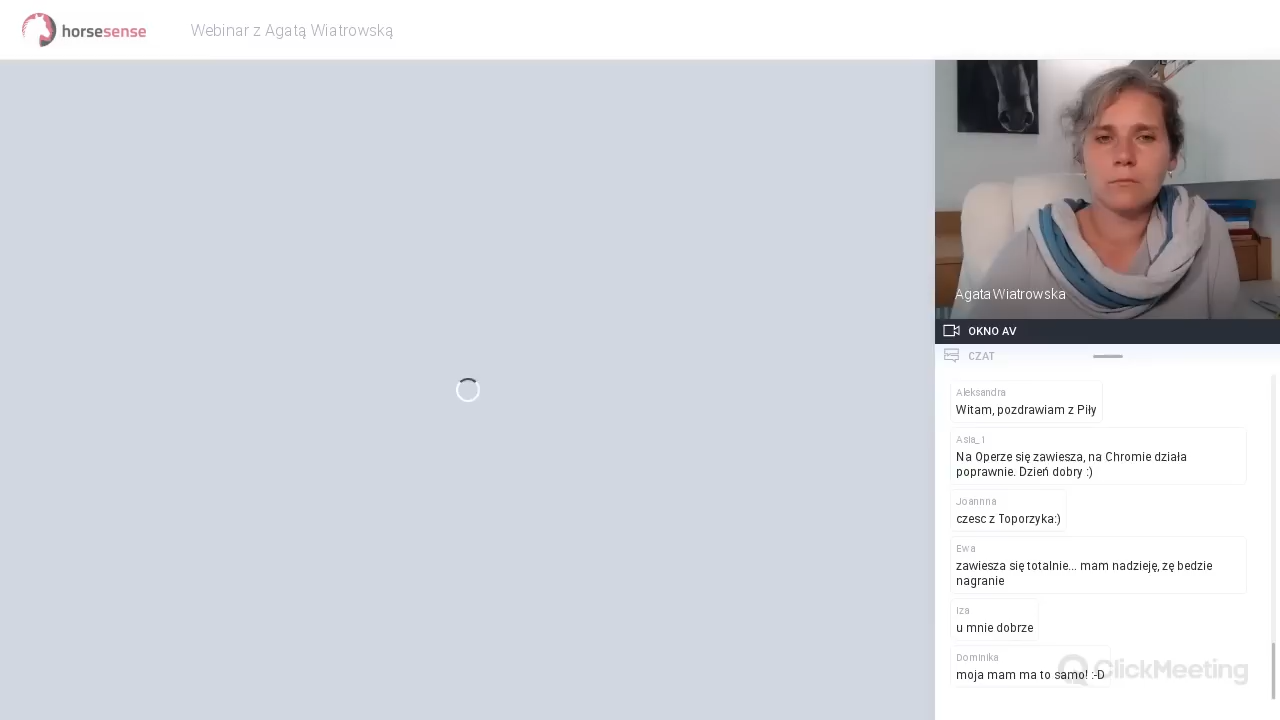 horsesense
Webinar z Agatą Wiatrowską
Agata Wiatrowska
OKNO AV
CZAT
Aleksandra
Witam, pozdrawiam z Piły
Asia_1
Na Operze się zawiesza, na Chromie działa
poprawnie. Dzień dobry :)
Joannna
czesc z Toporzyka:)
Ewa
zawiesza się totalnie... mam nadzieję, zę bedzie
nagranie
Iza
u mnie dobrze
Dominika
moja mam ma to samo! :-D
ClickMeeting